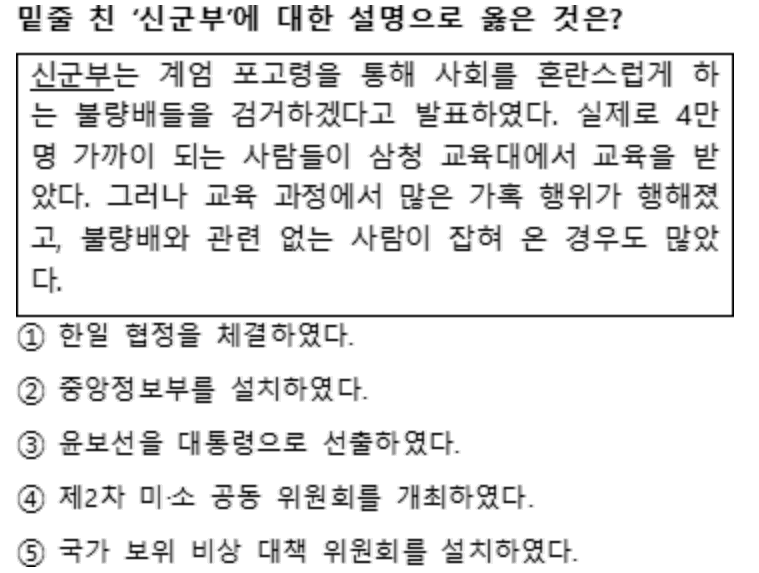 밑줄 친 '신군부'에 대한 설명으로 옳은 것은?
신군부는 계엄 포고령을 통해 사회를 혼란스럽게 하
는 불량배들을 검거하겠다고 발표하였다. 실제로 4만
명 가까이 되는 사람들이 삼청 교육대에서 교육을 받
았다. 그러나 교육 과정에서 많은 가혹 행위가 행해졌
고, 불량배와 관련 없는 사람이 잡혀 온 경우도 많았
다.
① 한일 협정을 체결하였다.
② 중앙정보부를 설치하였다.
③ 윤보선을 대통령으로 선출하였다.
④ 제2차 미·소 공동 위원회를 개최하였다.
⑤ 국가 보위 비상 대책 위원회를 설치하였다.